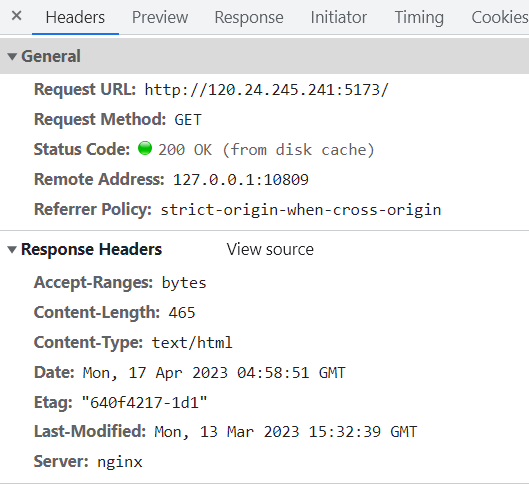 × Headers Preview Response Initiator Timing Cookies
▼ General
Request URL: http://120.24.245.241:5173/
Request Method: GET
Status Code: 200 OK (from disk cache)
Remote Address: 127.0.0.1:10809
Referrer Policy: strict-origin-when-cross-origin
▼ Response Headers View source
Accept-Ranges: bytes
Content-Length: 465
Content-Type: text/html
Date: Mon, 17 Apr 2023 04:58:51 GMT
Etag: "640f4217-1d1"
Last-Modified: Mon, 13 Mar 2023 15:32:39 GMT
Server: nginx